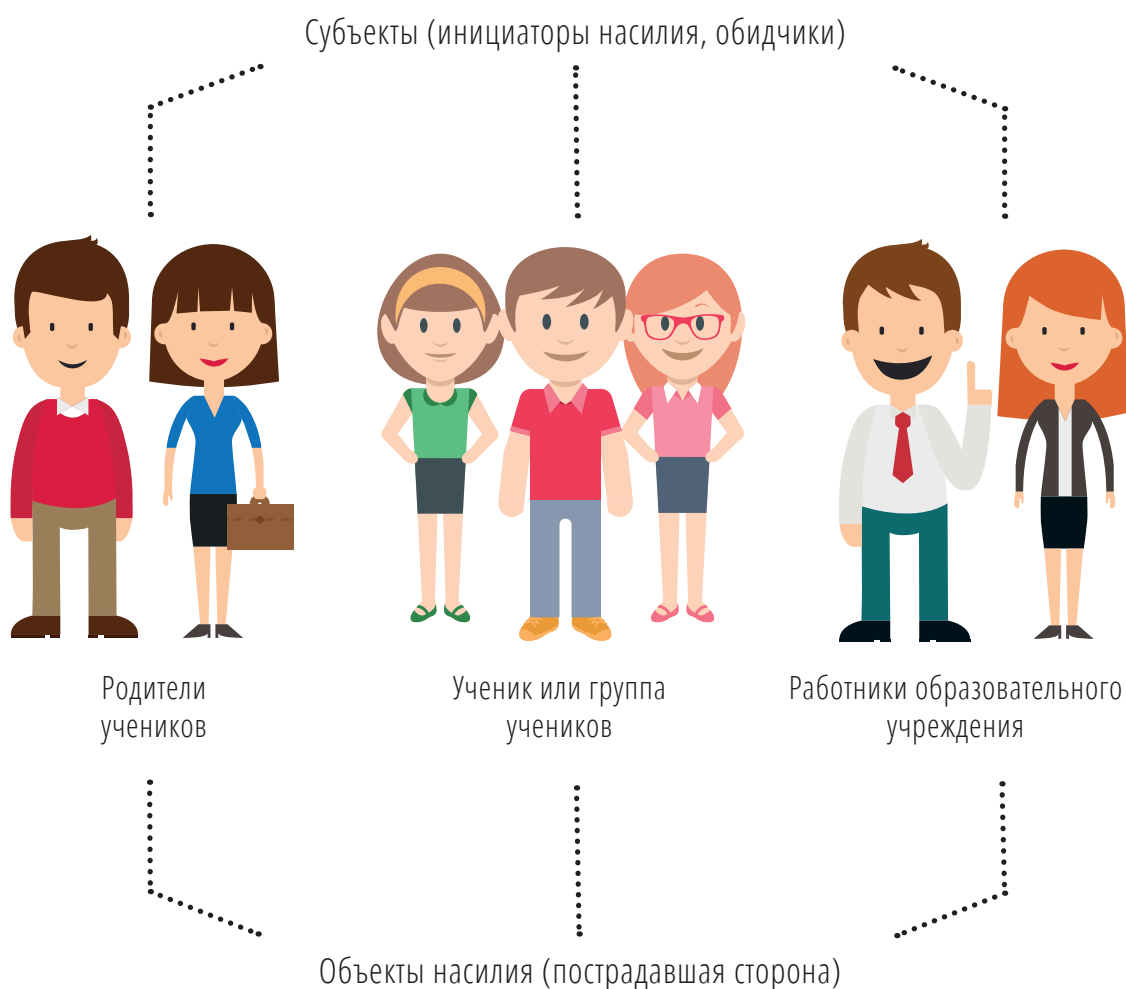 Субъекты (инициаторы насилия, обидчики)
Родители
учеников
Ученик или группа
учеников
Работники образовательного
учреждения
Объекты насилия (пострадавшая сторона)